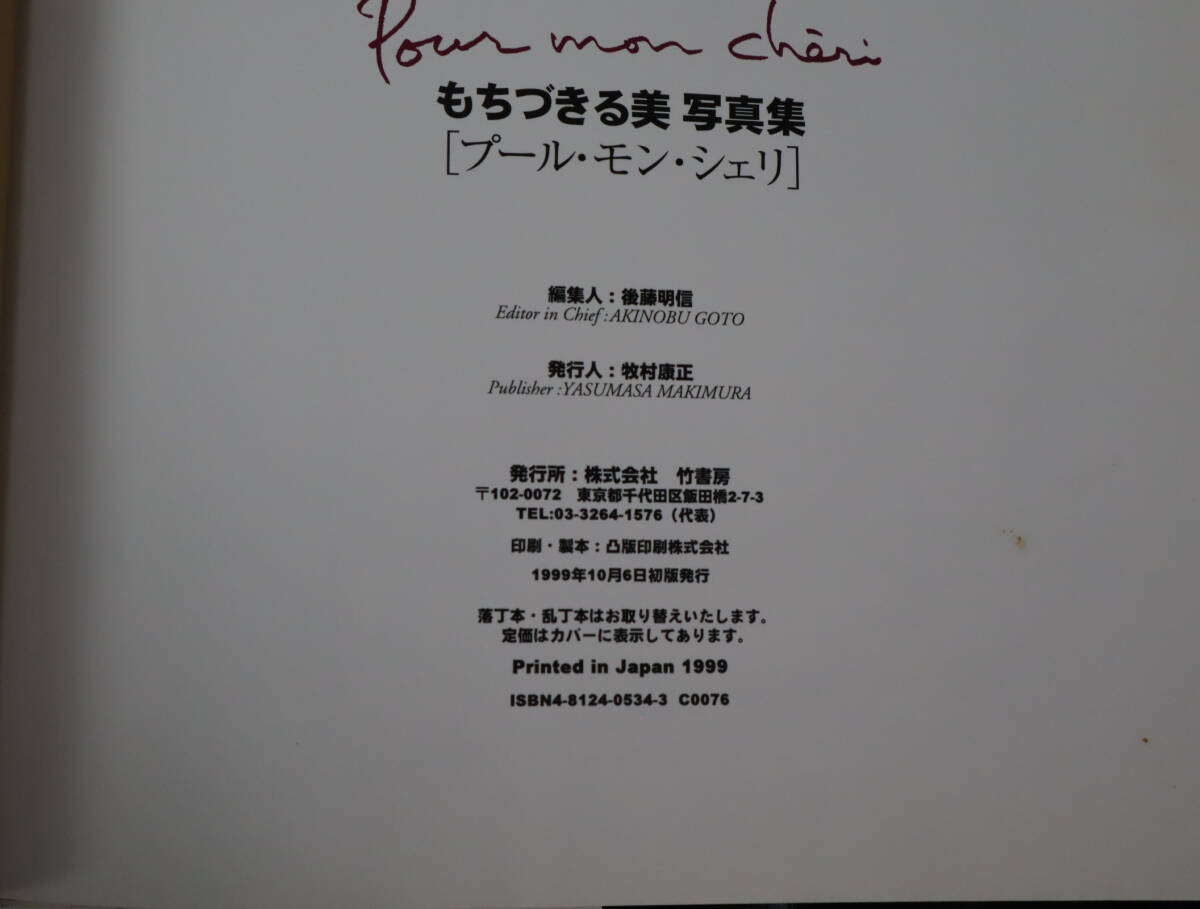 Pour mon chéri
もちづきる美 写真集
[プール・モン・シェリ]
編集人：後藤明信
Editor in Chief :AKINOBU GOTO
発行人：牧村康正
Publisher :YASUMASA MAKIMURA
発行所：株式会社　竹書房
〒102-0072　東京都千代田区飯田橋2-7-3
TEL:03-3264-1576（代表）
印刷・製本：凸版印刷株式会社
1999年10月6日初版発行
落丁本・乱丁本はお取り替えいたします。
定価はカバーに表示してあります。
Printed in Japan 1999
ISBN4-8124-0534-3 C0076